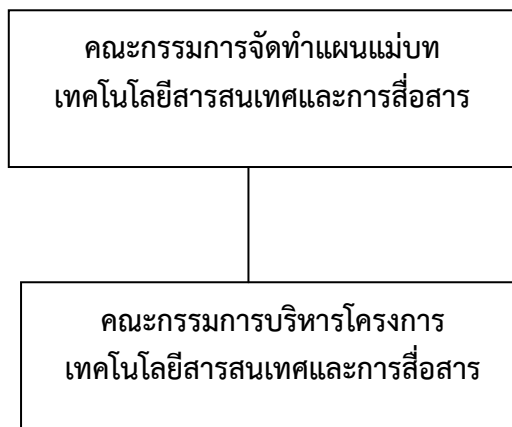 คณะกรรมการจัดทำแผนแม่บท
เทคโนโลยีสารสนเทศและการสื่อสาร
คณะกรรมการบริหารโครงการ
เทคโนโลยีสารสนเทศและการสื่อสาร